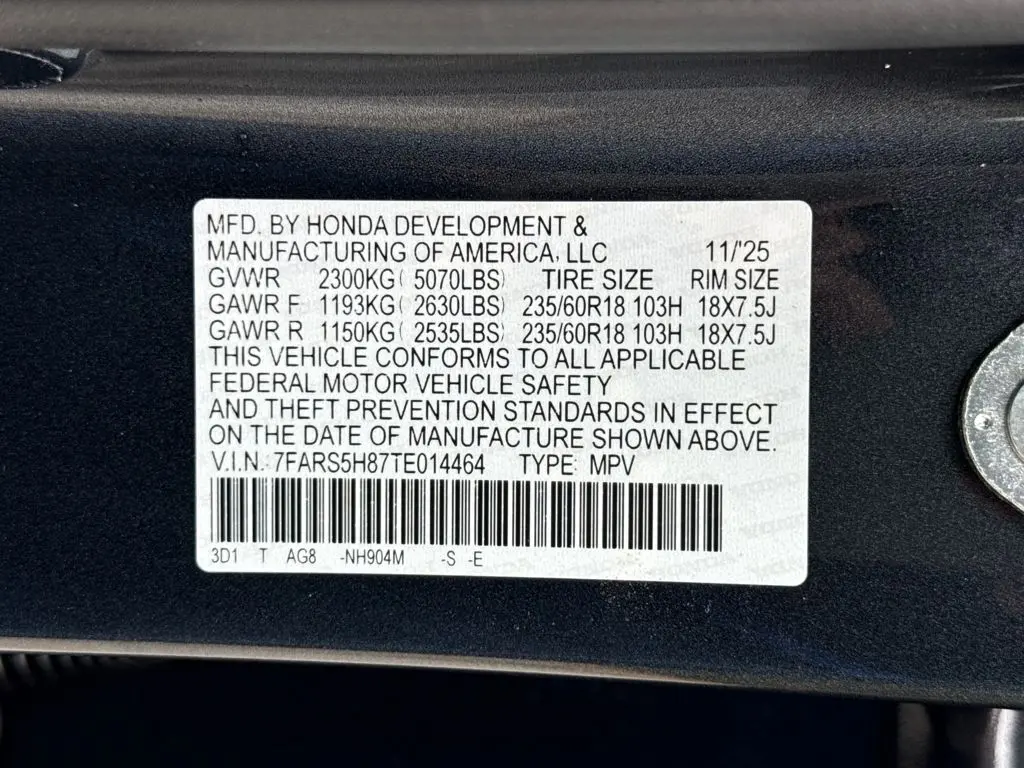 MFD. BY HONDA DEVELOPMENT &
MANUFACTURING OF AMERICA, LLC 11/'25
GVWR 2300KG( 5070LBS) TIRE SIZE RIM SIZE
GAWR F 1193KG( 2630LBS) 235/60R18 103H 18X7.5J
GAWR R 1150KG( 2535LBS) 235/60R18 103H 18X7.5J
THIS VEHICLE CONFORMS TO ALL APPLICABLE
FEDERAL MOTOR VEHICLE SAFETY
AND THEFT PREVENTION STANDARDS IN EFFECT
ON THE DATE OF MANUFACTURE SHOWN ABOVE.
V.I.N.: 7FARS5H87TE014464 TYPE: MPV
3D1 T AG8 -NH904M -S -E